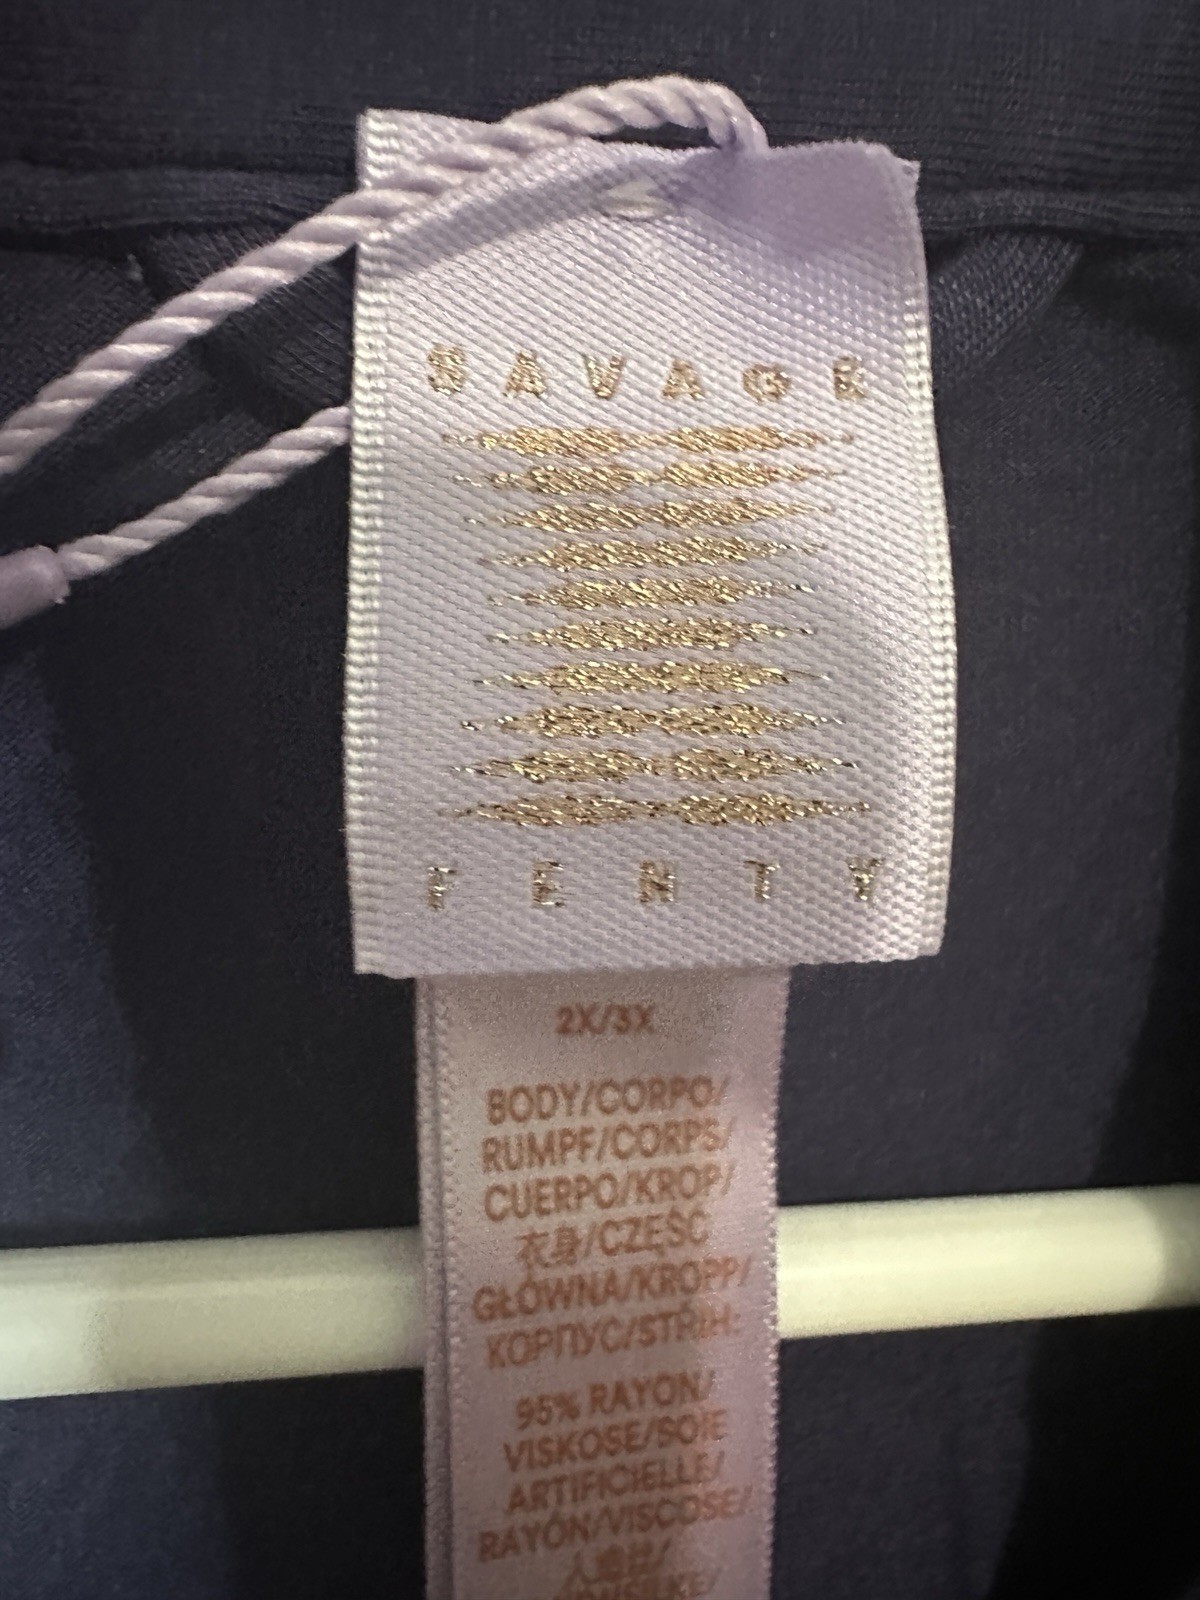 SAVAGE
FENTY
2X/3X
BODY/CORPO/
RUMPF/CORPS/
CUERPO/KROP/
衣身/CZĘŚĆ
GŁÓWNA/KROPP/
КОРПУС/STŘIH:
95% RAYON/
VISKOSE/SOIE
ARTIFICIELLE/
RAYÓN/VISCOSE/